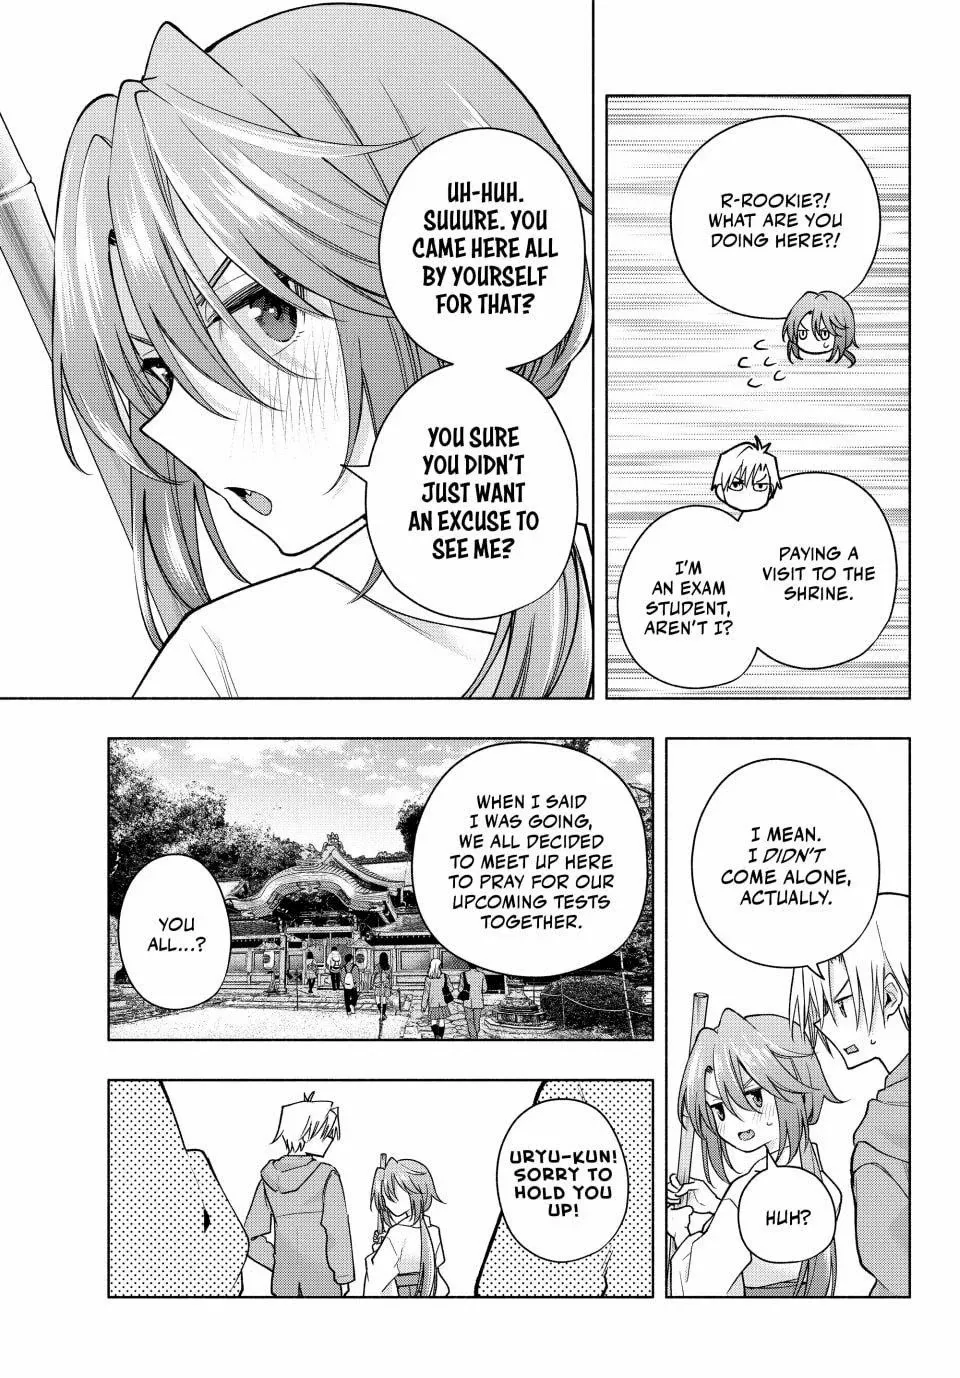 R-ROOKIE?!
WHAT ARE YOU
DOING HERE?!
PAYING A
VISIT TO THE
SHRINE.
I'M
AN EXAM
STUDENT,
AREN'T I?
UH-HUH.
SUUURE. YOU
CAME HERE ALL
BY YOURSELF
FOR THAT?
YOU SURE
YOU DIDN'T
JUST WANT
AN EXCUSE TO
SEE ME?
I MEAN.
I DIDN'T
COME ALONE,
ACTUALLY.
HUH?
WHEN I SAID
I WAS GOING,
WE ALL DECIDED
TO MEET UP HERE
TO PRAY FOR OUR
UPCOMING TESTS
TOGETHER.
YOU
ALL...?
URYU-KUN!
SORRY TO
HOLD YOU
UP!